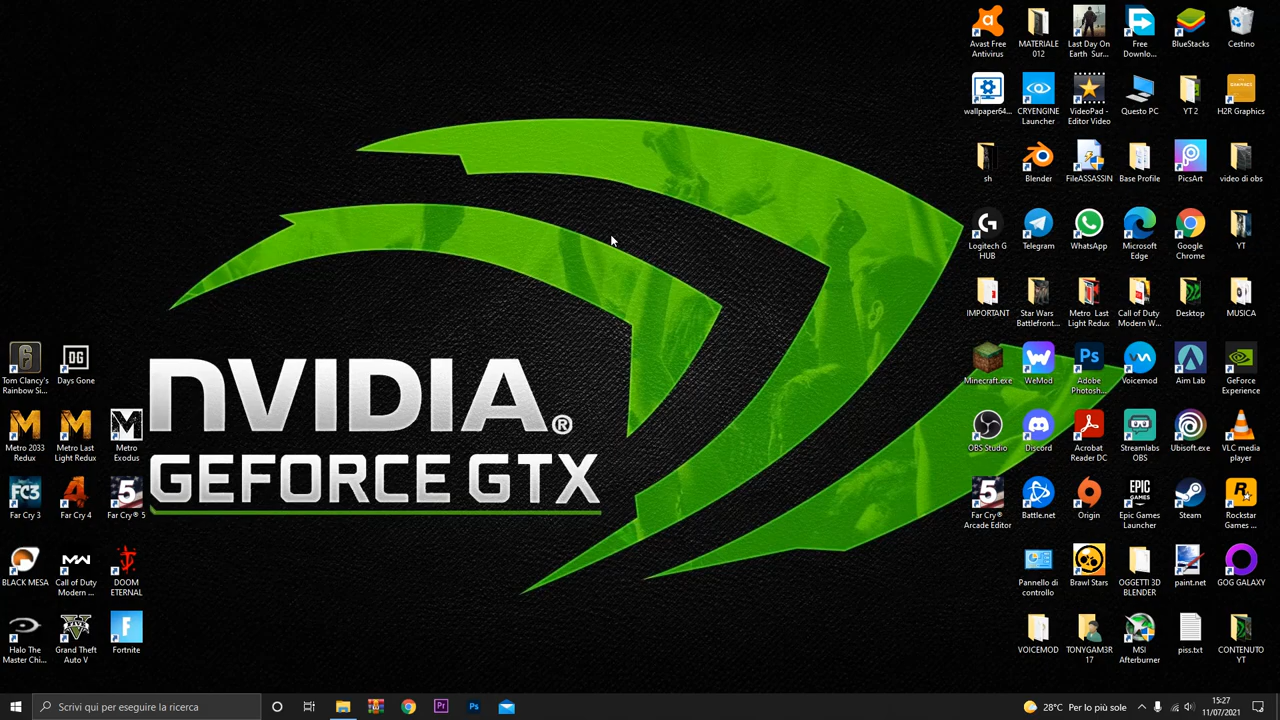 Avast Free Antivirus
MATERIALE 012
Last Day On Earth Sur...
Free Downlo...
BlueStacks
Cestino
wallpaper64...
CRYENGINE Launcher
VideoPad - Editor Video
Questo PC
YT 2
H2R Graphics
sh
Blender
FileASSASSIN
Base Profile
PicsArt
video di obs
Logitech G HUB
Telegram
WhatsApp
Microsoft Edge
Google Chrome
YT
IMPORTANT
Star Wars Battlefront...
Metro Last Light Redux
Call of Duty Modern W...
Desktop
MUSICA
Tom Clancy's Rainbow Si...
Days Gone
Minecraft.exe
WeMod
Adobe Photosh...
Voicemod
Aim Lab
GeForce Experience
Metro 2033 Redux
Metro Last Light Redux
Metro Exodus
NVIDIA®
GEFORCE GTX
OBS Studio
Discord
Acrobat Reader DC
Streamlabs OBS
Ubisoft.exe
VLC media player
Far Cry 3
Far Cry 4
Far Cry® 5
Far Cry® Arcade Editor
Battle.net
Origin
Epic Games Launcher
Steam
Rockstar Games ...
BLACK MESA
Call of Duty Modern ...
DOOM ETERNAL
Pannello di controllo
Brawl Stars
OGGETTI 3D BLENDER
paint.net
GOG GALAXY
Halo The Master Chi...
Grand Theft Auto V
Fortnite
VOICEMOD
TONYGAM3R 17
MSI Afterburner
piss.txt
CONTENUTO YT
Scrivi qui per eseguire la ricerca
28°C Per lo più sole
15:27
11/07/2021